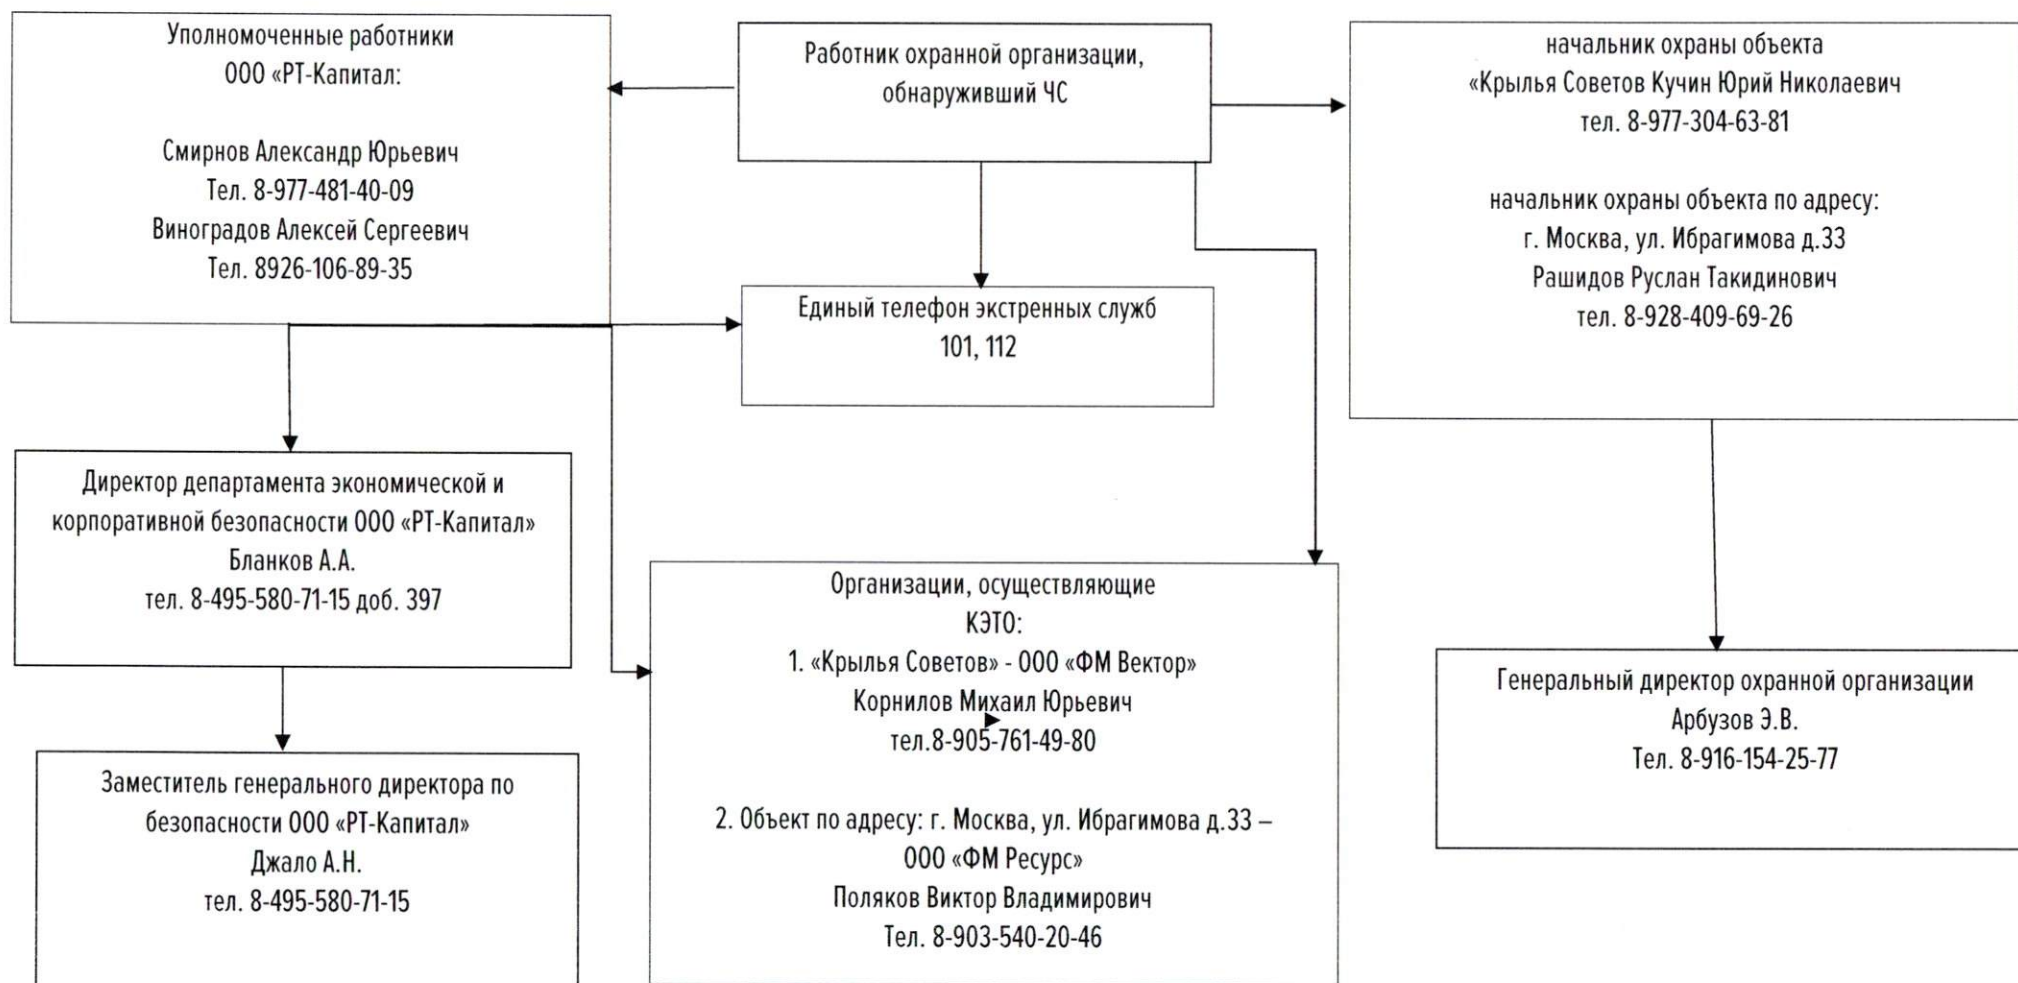 Уполномоченные работники
ООО «РТ-Капитал:
Смирнов Александр Юрьевич
Тел. 8-977-481-40-09
Виноградов Алексей Сергеевич
Тел. 8926-106-89-35
Работник охранной организации,
обнаруживший ЧС
начальник охраны объекта
«Крылья Советов Кучин Юрий Николаевич
тел. 8-977-304-63-81
начальник охраны объекта по адресу:
г. Москва, ул. Ибрагимова д.33
Рашидов Руслан Такидинович
тел. 8-928-409-69-26
Единый телефон экстренных служб
101, 112
Директор департамента экономической и
корпоративной безопасности ООО «РТ-Капитал»
Бланков А.А.
тел. 8-495-580-71-15 доб. 397
Организации, осуществляющие
КЭТО:
1. «Крылья Советов» - ООО «ФМ Вектор»
Корнилов Михаил Юрьевич
тел.8-905-761-49-80
2. Объект по адресу: г. Москва, ул. Ибрагимова д.33 –
ООО «ФМ Ресурс»
Поляков Виктор Владимирович
Тел. 8-903-540-20-46
Генеральный директор охранной организации
Арбузов Э.В.
Тел. 8-916-154-25-77
Заместитель генерального директора по
безопасности ООО «РТ-Капитал»
Джало А.Н.
тел. 8-495-580-71-15